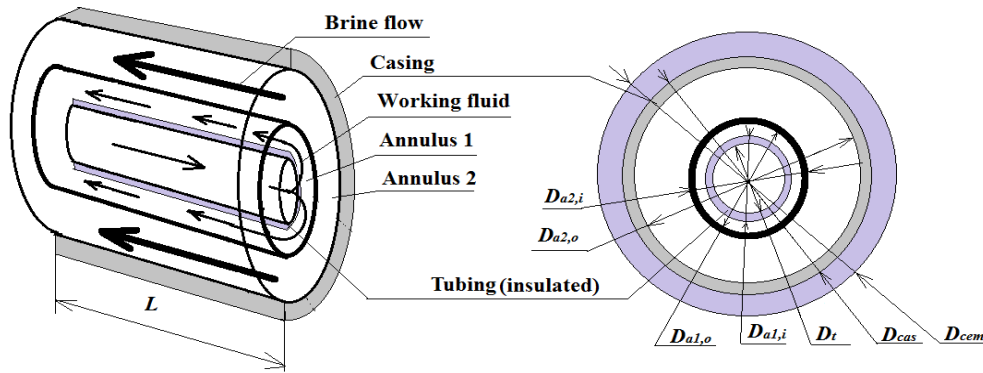 Brine flow
Casing
Working fluid
Annulus 1
Annulus 2
Tubing (insulated)
L
Da2,i
Da2,o
Da1,o
Da1,i
Dt
Dcas
Dcem